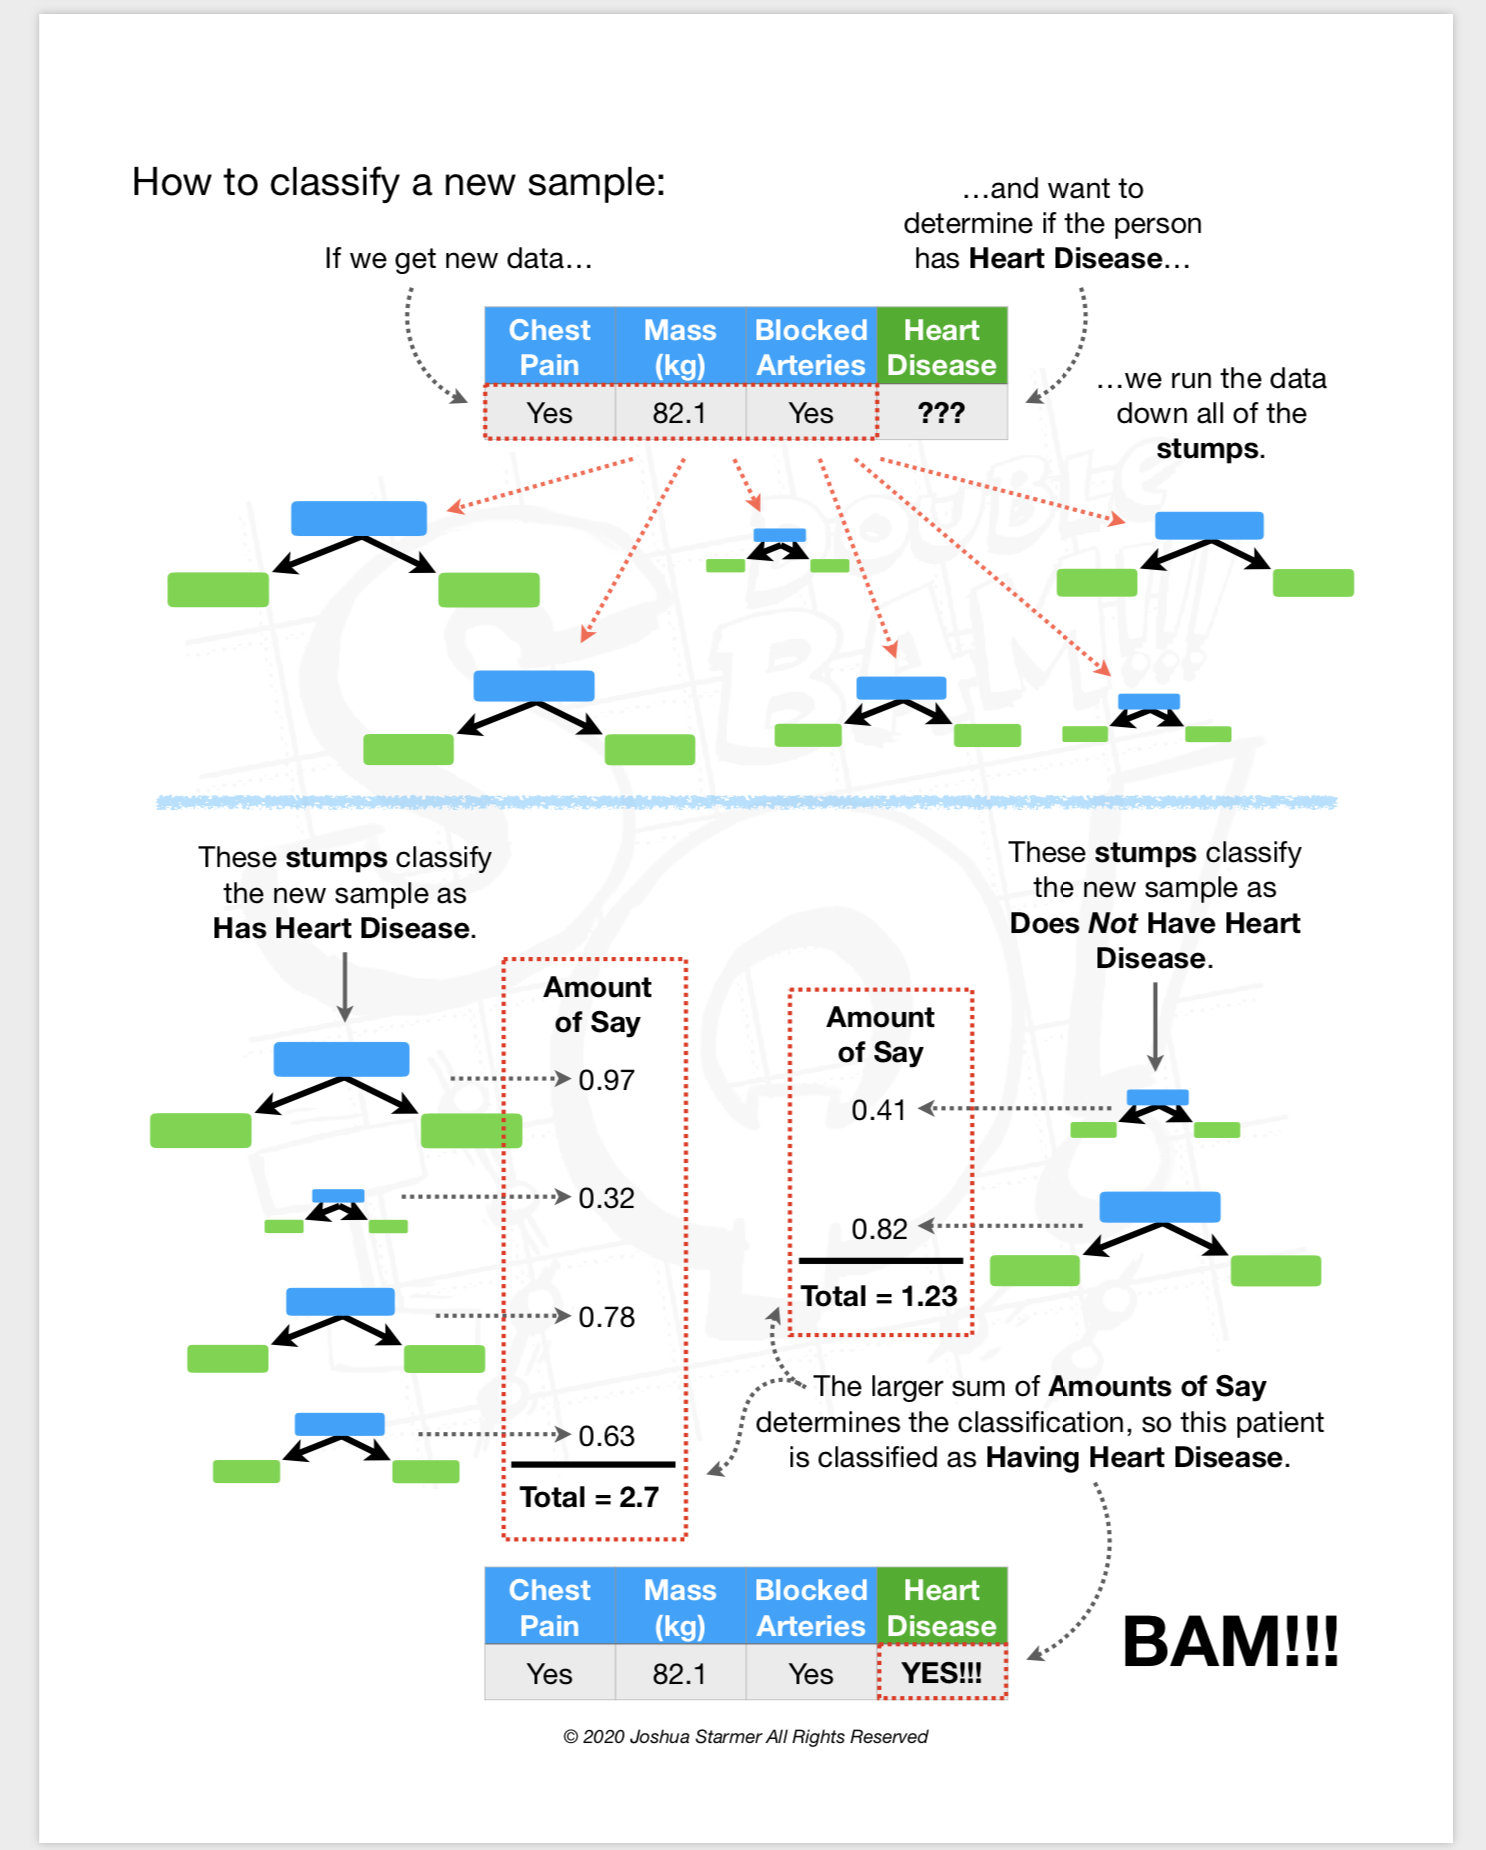 How to classify a new sample:
…and want to
determine if the person
has Heart Disease…
If we get new data…
Chest Pain Mass (kg) Blocked Arteries Heart Disease
Yes 82.1 Yes ???
…we run the data
down all of the
stumps.
DOUBLE
BAM!!!
These stumps classify
the new sample as
Has Heart Disease.
Amount
of Say
0.97
0.32
0.78
0.63
Total = 2.7
These stumps classify
the new sample as
Does Not Have Heart
Disease.
Amount
of Say
0.41
0.82
Total = 1.23
The larger sum of Amounts of Say
determines the classification, so this patient
is classified as Having Heart Disease.
Chest Pain Mass (kg) Blocked Arteries Heart Disease
Yes 82.1 Yes YES!!!
BAM!!!
© 2020 Joshua Starmer All Rights Reserved